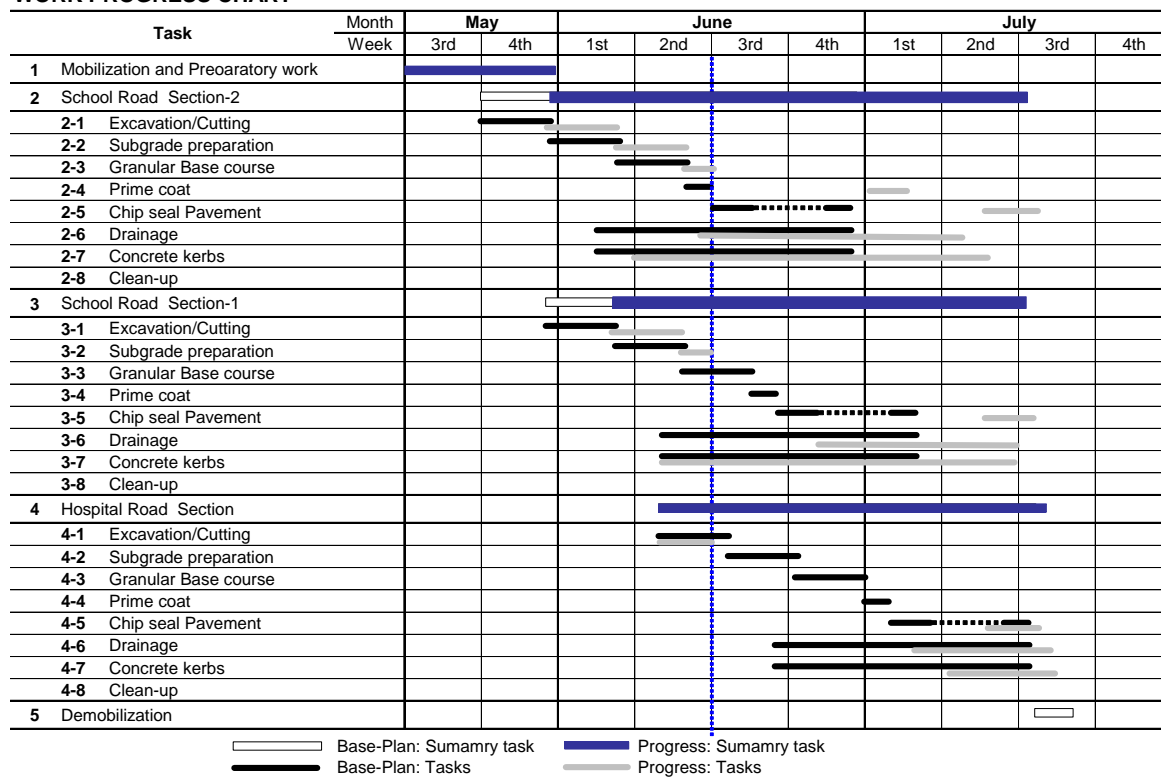 WORK PROGRESS CHART
Task Month May June July
Week 3rd 4th 1st 2nd 3rd 4th 1st 2nd 3rd 4th
1 Mobilization and Preoaratory work
2 School Road Section-2
2-1 Excavation/Cutting
2-2 Subgrade preparation
2-3 Granular Base course
2-4 Prime coat
2-5 Chip seal Pavement
2-6 Drainage
2-7 Concrete kerbs
2-8 Clean-up
3 School Road Section-1
3-1 Excavation/Cutting
3-2 Subgrade preparation
3-3 Granular Base course
3-4 Prime coat
3-5 Chip seal Pavement
3-6 Drainage
3-7 Concrete kerbs
3-8 Clean-up
4 Hospital Road Section
4-1 Excavation/Cutting
4-2 Subgrade preparation
4-3 Granular Base course
4-4 Prime coat
4-5 Chip seal Pavement
4-6 Drainage
4-7 Concrete kerbs
4-8 Clean-up
5 Demobilization
Base-Plan: Sumamry task Progress: Sumamry task
Base-Plan: Tasks Progress: Tasks